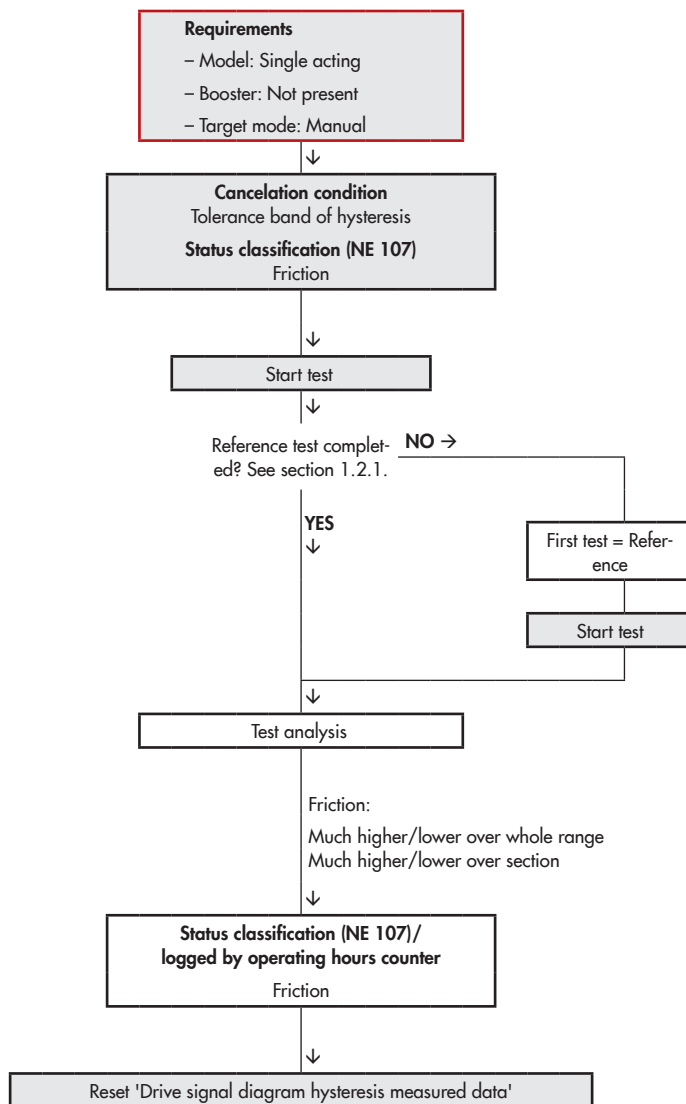 Requirements
– Model: Single acting
– Booster: Not present
– Target mode: Manual
↓
Cancelation condition
Tolerance band of hysteresis
Status classification (NE 107)
Friction
↓
Start test
↓
Reference test complet-
ed? See section 1.2.1.
NO →
YES
↓
First test = Refer-
ence
Start test
↓
Test analysis
Friction:
Much higher/lower over whole range
Much higher/lower over section
↓
Status classification (NE 107)/
logged by operating hours counter
Friction
↓
Reset 'Drive signal diagram hysteresis measured data'